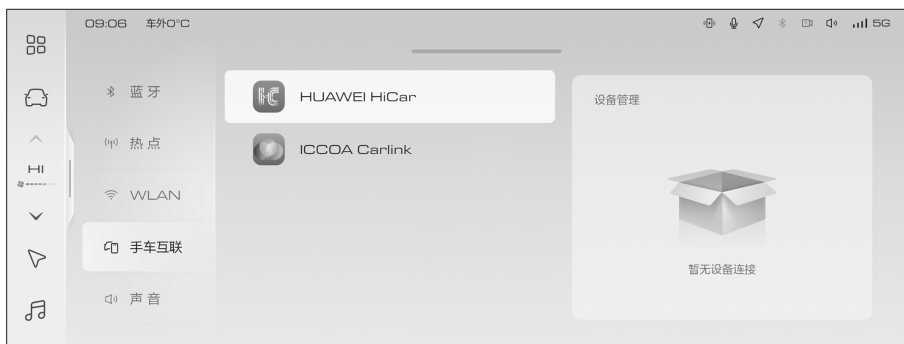 09:06 车外0°C
5G
蓝牙
HUAWEI HiCar
设备管理
热点
ICCOA Carlink
HI
WLAN
手车互联
暂无设备连接
声音